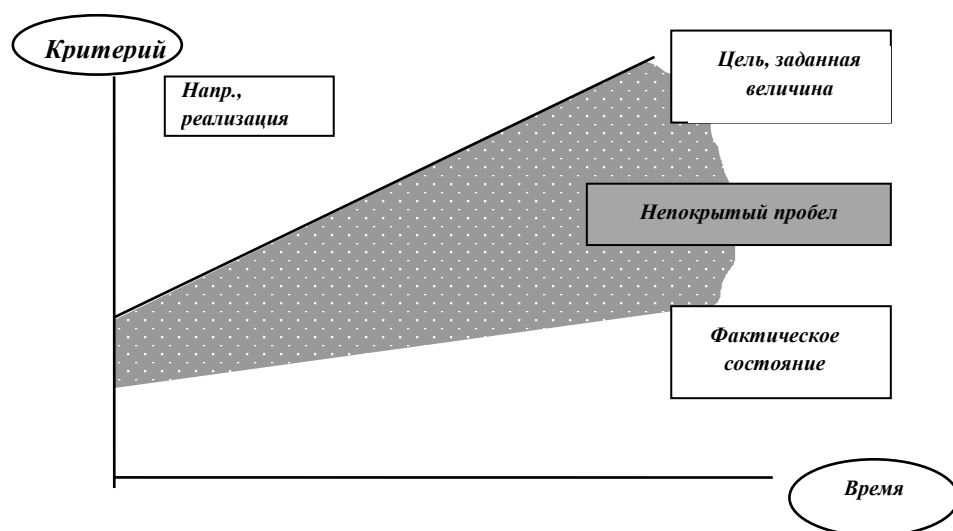 Критерий
Напр.,
реализация
Цель, заданная
величина
Непокрытый пробел
Фактическое
состояние
Время